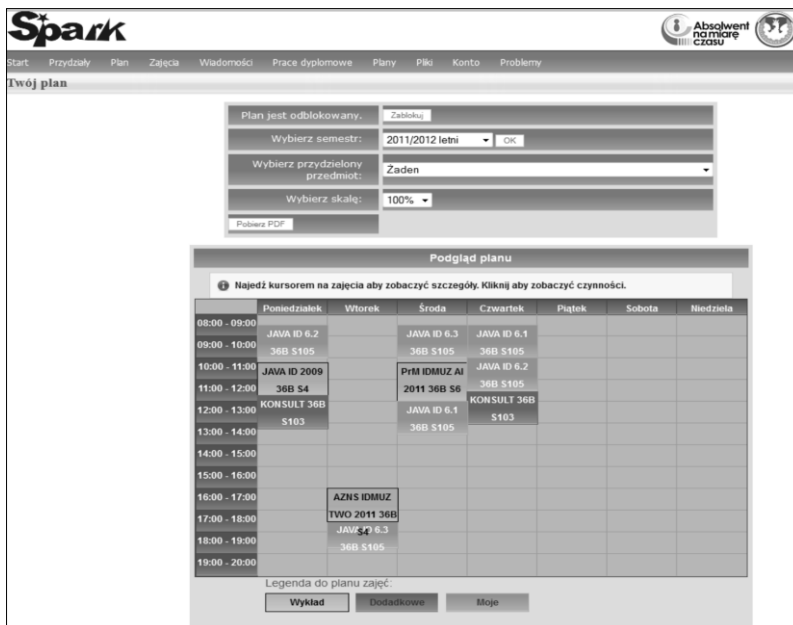 Spark
Absolwent
na miarę
czasu
Start Przydziały Plan Zajęcia Wiadomości Prace dyplomowe Plany Pliki Konto Problemy
Twój plan
Plan jest odblokowany. Zablokuj
Wybierz semestr: 2011/2012 letni OK
Wybierz przydzielony
przedmiot: Żaden
Wybierz skalę: 100%
Pobierz PDF
Podgląd planu
Najedź kursorem na zajęcia aby zobaczyć szczegóły. Kliknij aby zobaczyć czynności.
Poniedziałek Wtorek Środa Czwartek Piątek Sobota Niedziela
08:00 - 09:00
JAVA ID 6.2 JAVA ID 6.3 JAVA ID 6.1
09:00 - 10:00
36B S105 36B S105 36B S105
10:00 - 11:00
JAVA ID 2009 PrM IDMUZ AI JAVA ID 6.2
11:00 - 12:00
36B S4 2011 36B S6 36B S105
12:00 - 13:00
KONSULT 36B JAVA ID 6.1 KONSULT 36B
S103 36B S105 S103
13:00 - 14:00
14:00 - 15:00
15:00 - 16:00
16:00 - 17:00
AZNS IDMUZ
17:00 - 18:00
TWO 2011 36B
S4
JAVA ID 6.3
18:00 - 19:00
36B S105
19:00 - 20:00
Legenda do planu zajęć:
Wykład Dodatkowe Moje